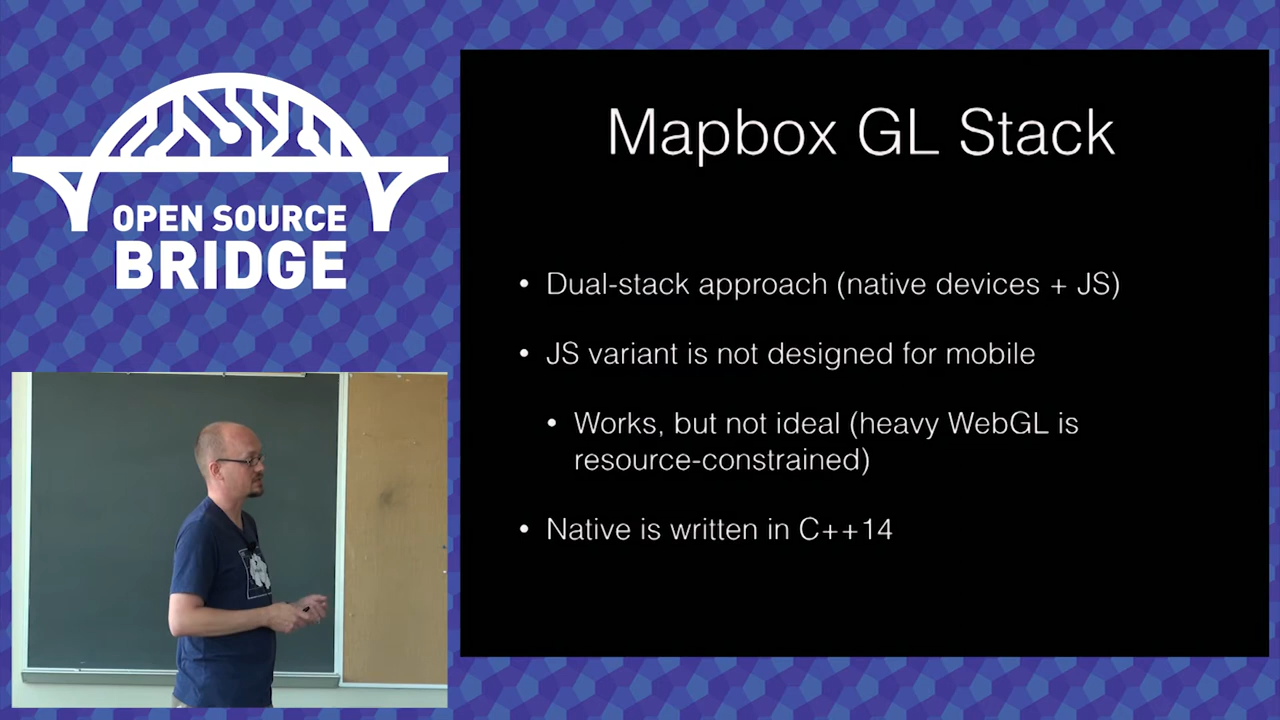 OPEN SOURCE
BRIDGE
Mapbox GL Stack
• Dual-stack approach (native devices + JS)
• JS variant is not designed for mobile
• Works, but not ideal (heavy WebGL is
resource-constrained)
• Native is written in C++14